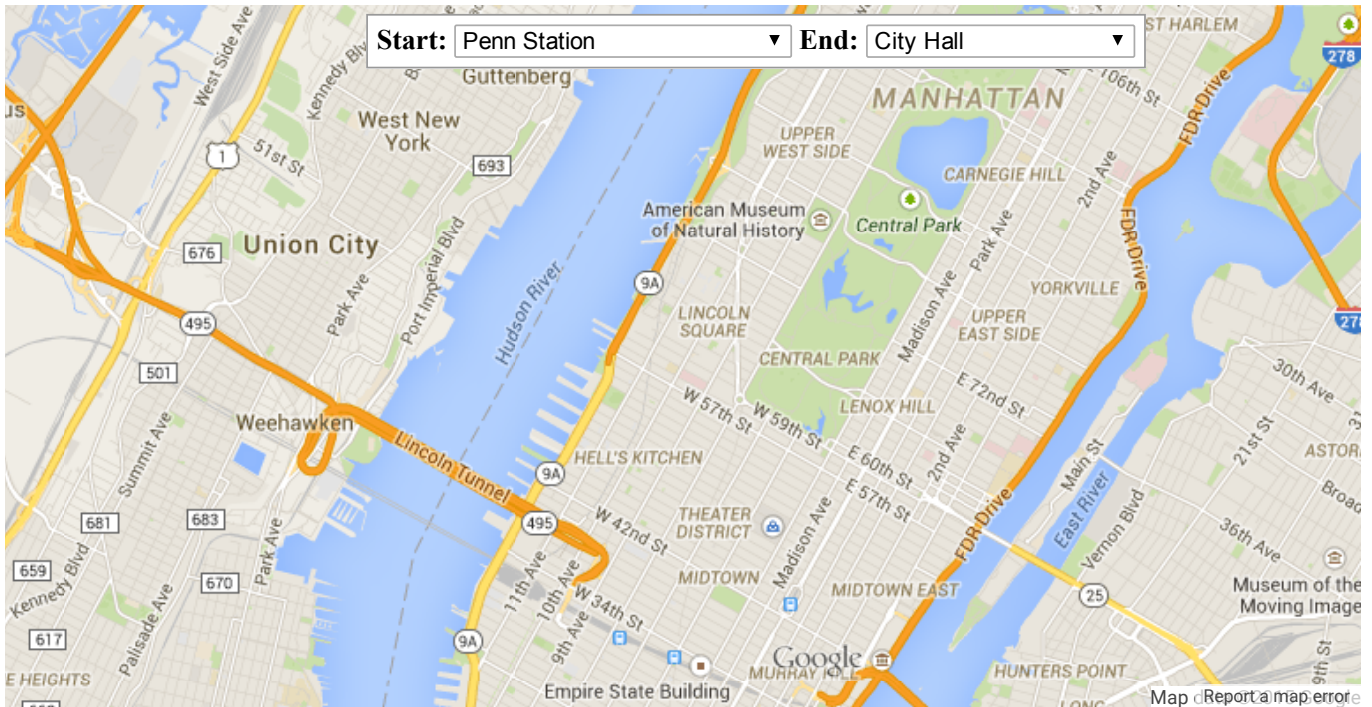 Start: Penn Station ▼ End: City Hall ▼
ST HARLEM
278
West Side Ave
Kennedy
Guttenberg
E 106th St
FDR Drive
MANHATTAN
us
West New
York
UPPER
WEST SIDE
1
51st St
693
CARNEGIE HILL
2nd Ave
American Museum
of Natural History
Central Park
Park Ave
FDR Drive
676
Union City
Port Imperial Blvd
Hudson River
9A
YORKVILLE
Park Ave
LINCOLN
SQUARE
Madison Ave
UPPER
EAST SIDE
495
278
CENTRAL PARK
501
30th Ave
E 72nd St
W 57th St
W 59th St
LENOX HILL
Weehawken
Lincoln Tunnel
Summit Ave
2nd Ave
21st St
HELL'S KITCHEN
E 60th St
Main St
ASTOR
9A
E 57th St
Broad
681
683
495
W 42nd St
THEATER
DISTRICT
Madison Ave
FDR Drive
East River
Vernon Blvd
36th Ave
659
Kennedy Blvd
670
Park Ave
11th Ave
10th Ave
MIDTOWN
MIDTOWN EAST
Museum of the
Moving Image
25
W 34th St
617
Palisade Ave
9A
9th Ave
9th St
E HEIGHTS
Empire State Building
MURRAY HILL
Google
HUNTERS POINT
LONG
Map
Report a map error